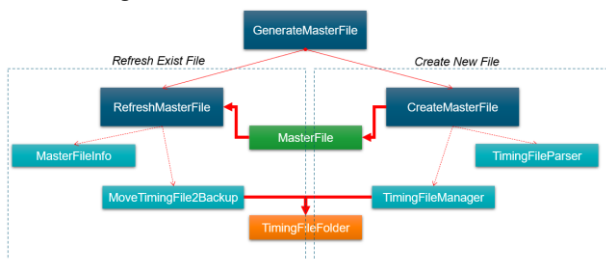 GenerateMasterFile
Refresh Exist File
Create New File
RefreshMasterFile
CreateMasterFile
MasterFile
MasterFileInfo
TimingFileParser
MoveTimingFile2Backup
TimingFileManager
TimingFileFolder